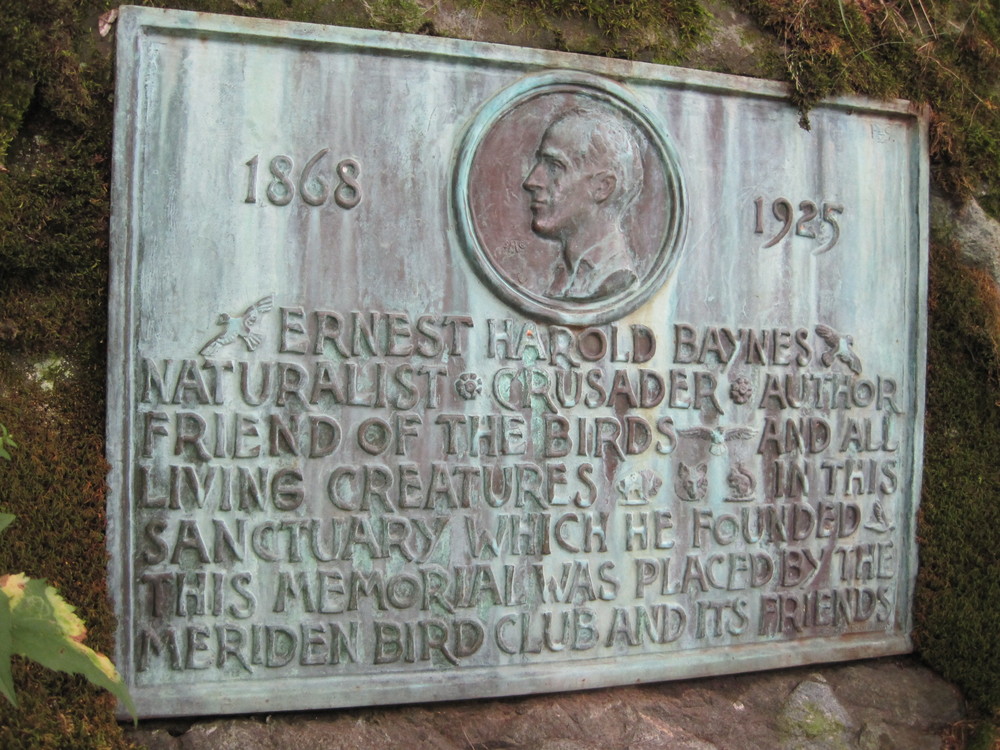 1868
1925
ERNEST HAROLD BAYNES
NATURALIST CRUSADER AUTHOR
FRIEND OF THE BIRDS AND ALL
LIVING CREATURES IN THIS
SANCTUARY WHICH HE FOUNDED
THIS MEMORIAL WAS PLACED BY THE
MERIDEN BIRD CLUB AND ITS FRIENDS